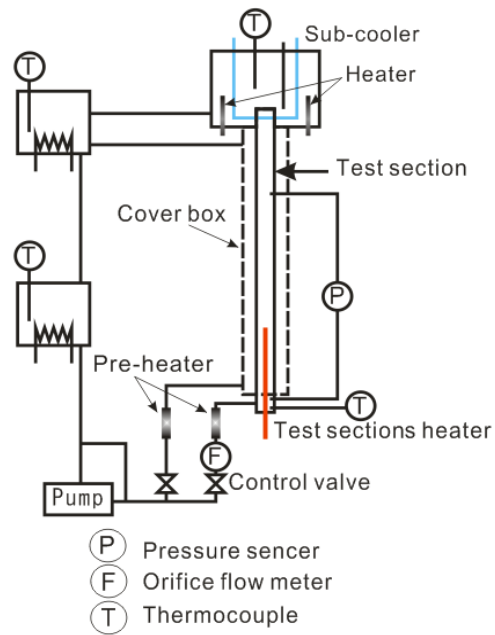 T
Sub-cooler
T
Heater
Test section
Cover box
T
P
Pre-heater
T
Test sections heater
F
Control valve
Pump
P Pressure sencer
F Orifice flow meter
T Thermocouple